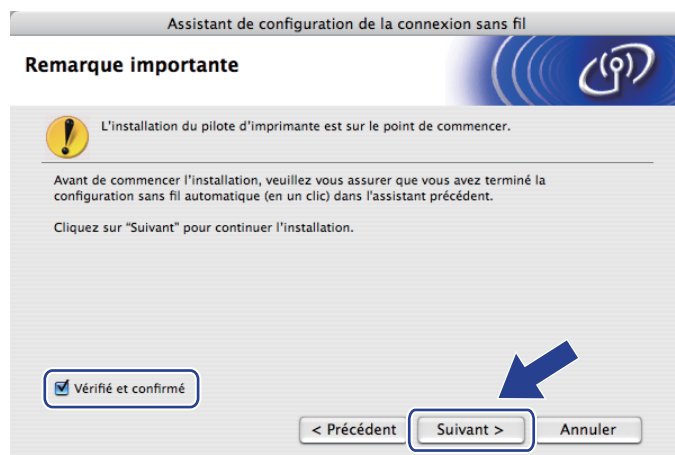 Assistant de configuration de la connexion sans fil
Remarque importante
L'installation du pilote d'imprimante est sur le point de commencer.
Avant de commencer l'installation, veuillez vous assurer que vous avez terminé la
configuration sans fil automatique (en un clic) dans l'assistant précédent.
Cliquez sur “Suivant” pour continuer l'installation.
Vérifié et confirmé
< Précédent Suivant > Annuler